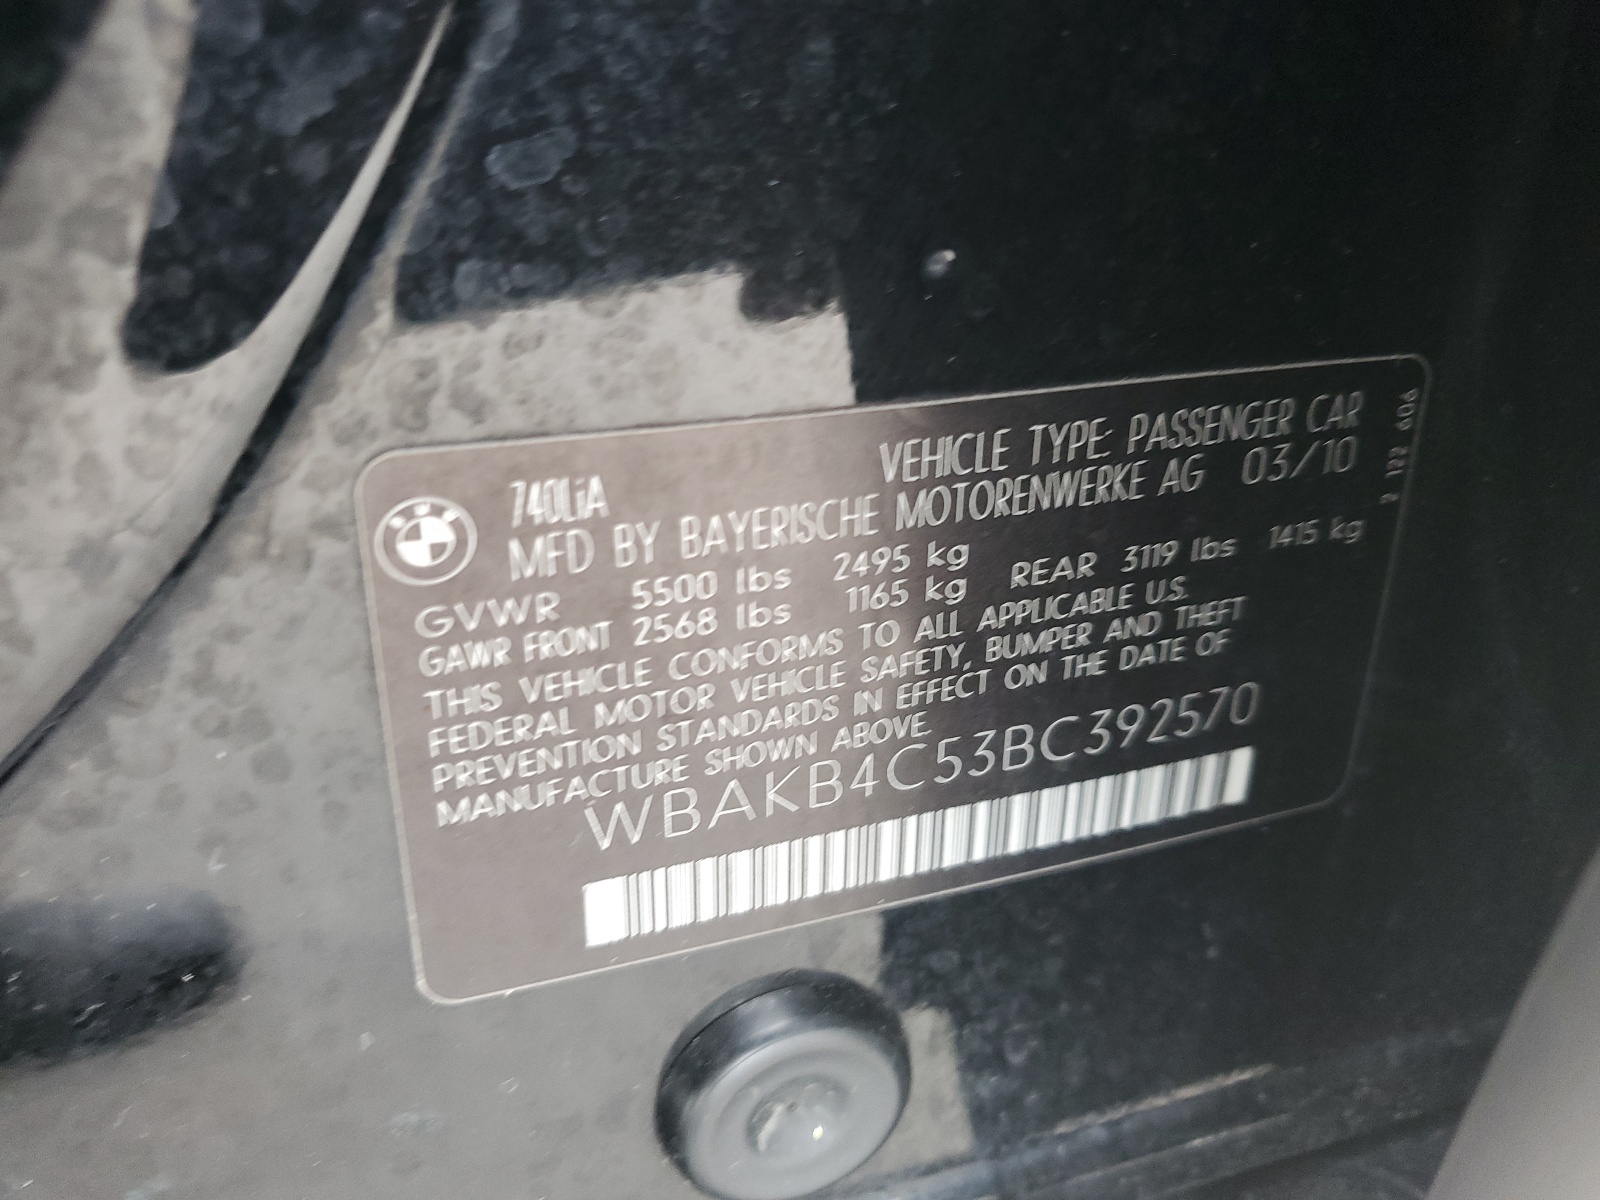 VEHICLE TYPE: PASSENGER CAR
740LiA
MFD BY BAYERISCHE MOTORENWERKE AG 03/10
GVWR 5500 lbs 2495 kg
GAWR FRONT 2568 lbs 1165 kg REAR 3119 lbs 1415 kg
THIS VEHICLE CONFORMS TO ALL APPLICABLE U.S.
FEDERAL MOTOR VEHICLE SAFETY, BUMPER AND THEFT
PREVENTION STANDARDS IN EFFECT ON THE DATE OF
MANUFACTURE SHOWN ABOVE
WBAKB4C53BC392570